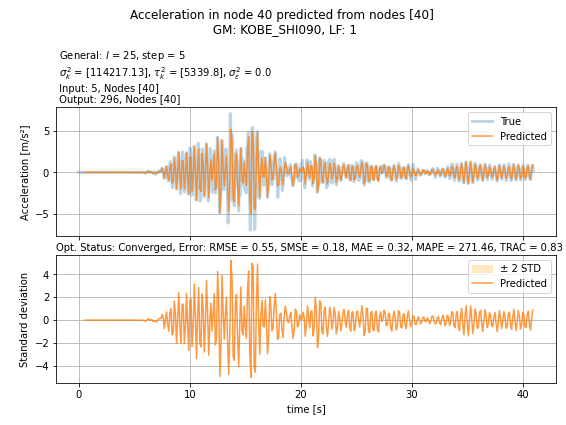 Acceleration in node 40 predicted from nodes [40]
GM: KOBE_SHI090, LF: 1
General: l = 25, step = 5
σ²ₖ = [114217.13], τ²ₖ = [5339.8], σ²ε = 0.0
Input: 5, Nodes [40]
Output: 296, Nodes [40]
Acceleration [m/s²]
5
0
−5
True
Predicted
Opt. Status: Converged, Error: RMSE = 0.55, SMSE = 0.18, MAE = 0.32, MAPE = 271.46, TRAC = 0.83
Standard deviation
4
2
0
−2
−4
± 2 STD
Predicted
0 10 20 30 40
time [s]